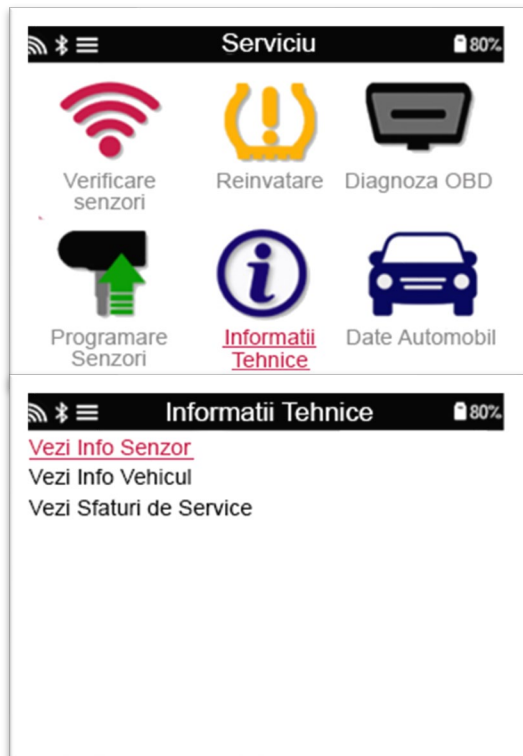 Serviciu
80%
Verificare
senzori
Reinvatare
Diagnoza OBD
Programare
Senzori
Informatii
Tehnice
Date Automobil
Informatii Tehnice
80%
Vezi Info Senzor
Vezi Info Vehicul
Vezi Sfaturi de Service